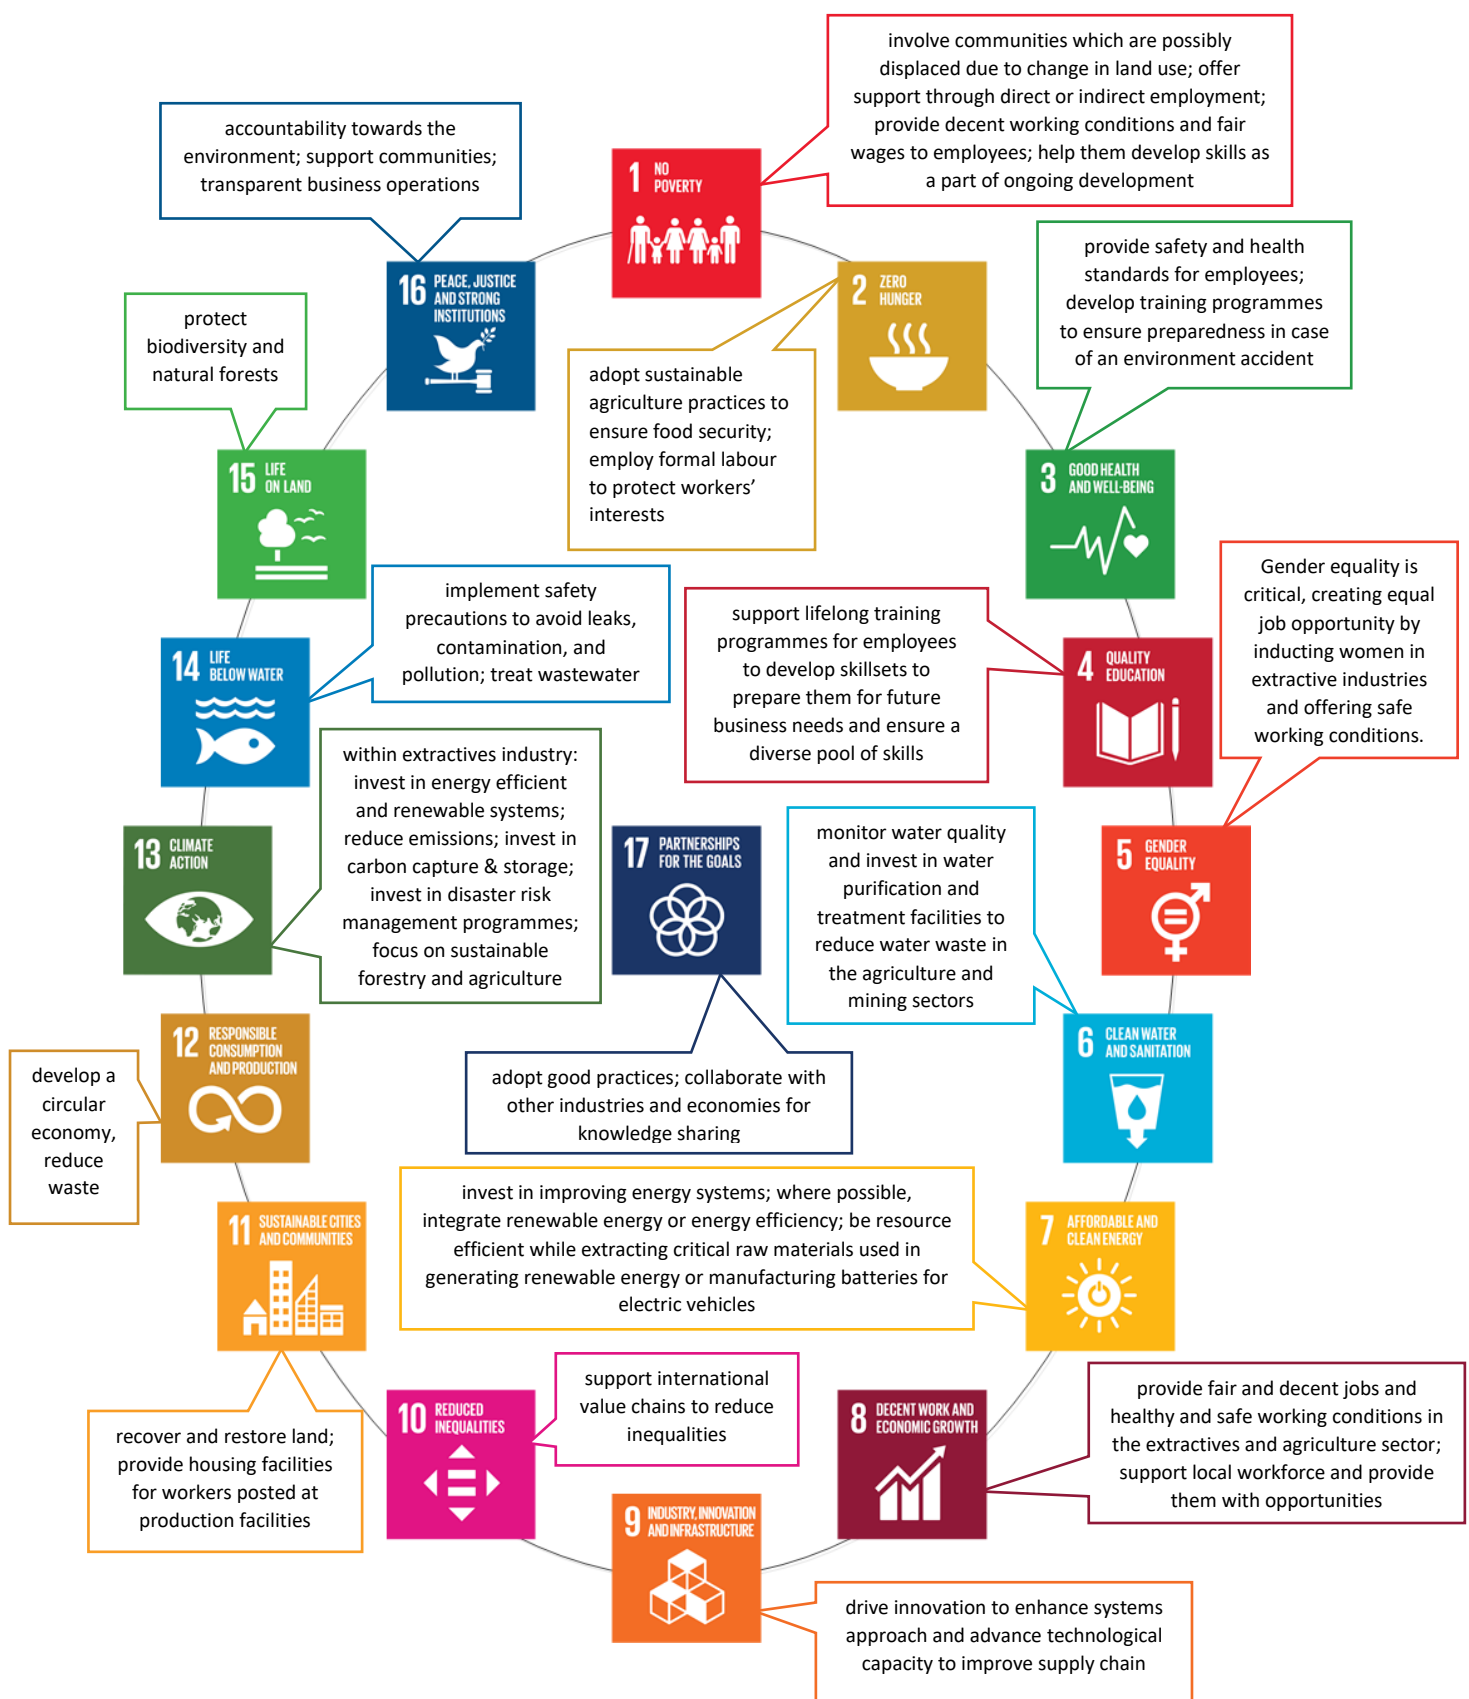 involve communities which are possibly
displaced due to change in land use; offer
support through direct or indirect employment;
provide decent working conditions and fair
wages to employees; help them develop skills as
a part of ongoing development
1 NO
POVERTY
accountability towards the
environment; support communities;
transparent business operations
16 PEACE, JUSTICE
AND STRONG
INSTITUTIONS
2 ZERO
HUNGER
adopt sustainable
agriculture practices to
ensure food security;
employ formal labour
to protect workers’
interests
provide safety and health
standards for employees;
develop training programmes
to ensure preparedness in case
of an environment accident
3 GOOD HEALTH
AND WELL-BEING
protect
biodiversity and
natural forests
15 LIFE
ON LAND
implement safety
precautions to avoid leaks,
contamination, and
pollution; treat wastewater
14 LIFE
BELOW WATER
support lifelong training
programmes for employees
to develop skillsets to
prepare them for future
business needs and ensure a
diverse pool of skills
4 QUALITY
EDUCATION
Gender equality is
critical, creating equal
job opportunity by
inducting women in
extractive industries
and offering safe
working conditions.
5 GENDER
EQUALITY
within extractives industry:
invest in energy efficient
and renewable systems;
reduce emissions; invest in
carbon capture & storage;
invest in disaster risk
management programmes;
focus on sustainable
forestry and agriculture
13 CLIMATE
ACTION
17 PARTNERSHIPS
FOR THE GOALS
adopt good practices; collaborate with
other industries and economies for
knowledge sharing
monitor water quality
and invest in water
purification and
treatment facilities to
reduce water waste in
the agriculture and
mining sectors
6 CLEAN WATER
AND SANITATION
12 RESPONSIBLE
CONSUMPTION
AND PRODUCTION
develop a
circular
economy,
reduce
waste
invest in improving energy systems; where possible,
integrate renewable energy or energy efficiency; be resource
efficient while extracting critical raw materials used in
generating renewable energy or manufacturing batteries for
electric vehicles
7 AFFORDABLE AND
CLEAN ENERGY
11 SUSTAINABLE CITIES
AND COMMUNITIES
recover and restore land;
provide housing facilities
for workers posted at
production facilities
10 REDUCED
INEQUALITIES
support international
value chains to reduce
inequalities
8 DECENT WORK AND
ECONOMIC GROWTH
provide fair and decent jobs and
healthy and safe working conditions in
the extractives and agriculture sector;
support local workforce and provide
them with opportunities
9 INDUSTRY, INNOVATION
AND INFRASTRUCTURE
drive innovation to enhance systems
approach and advance technological
capacity to improve supply chain